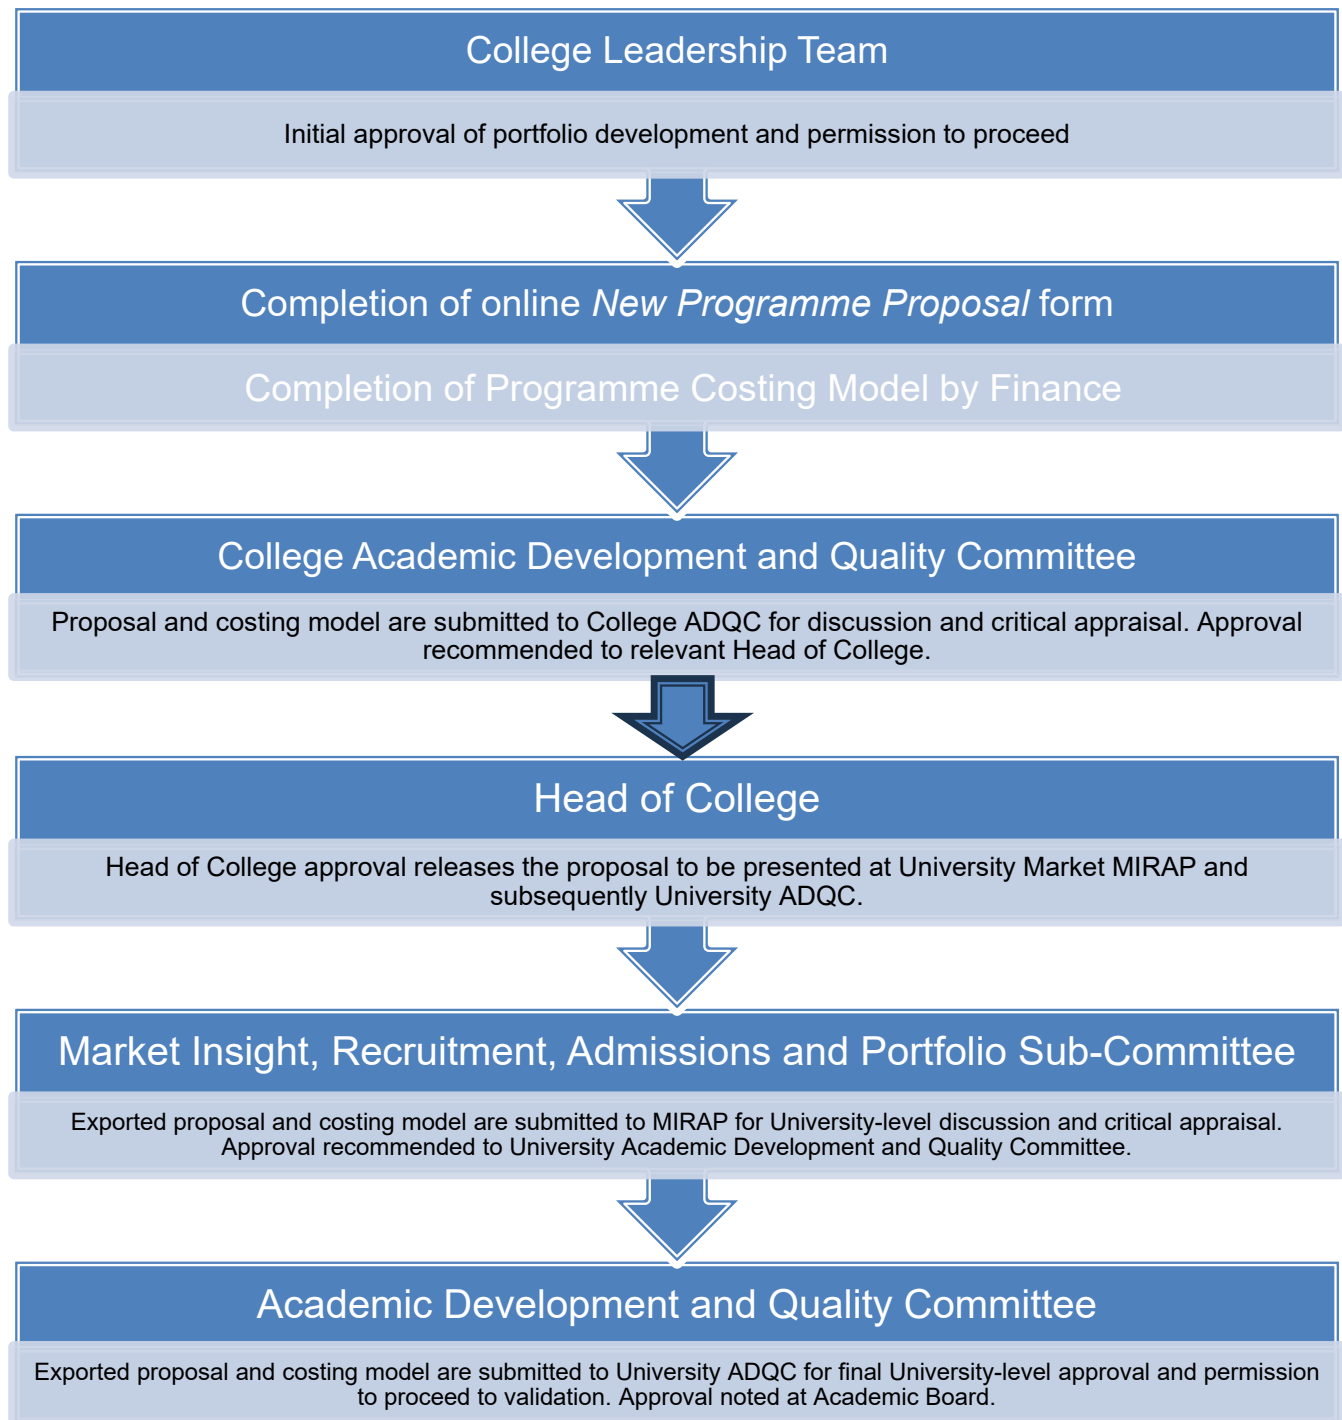 College Leadership Team
Initial approval of portfolio development and permission to proceed
Completion of online New Programme Proposal form
Completion of Programme Costing Model by Finance
College Academic Development and Quality Committee
Proposal and costing model are submitted to College ADQC for discussion and critical appraisal. Approval
recommended to relevant Head of College.
Head of College
Head of College approval releases the proposal to be presented at University Market MIRAP and
subsequently University ADQC.
Market Insight, Recruitment, Admissions and Portfolio Sub-Committee
Exported proposal and costing model are submitted to MIRAP for University-level discussion and critical appraisal.
Approval recommended to University Academic Development and Quality Committee.
Academic Development and Quality Committee
Exported proposal and costing model are submitted to University ADQC for final University-level approval and permission
to proceed to validation. Approval noted at Academic Board.